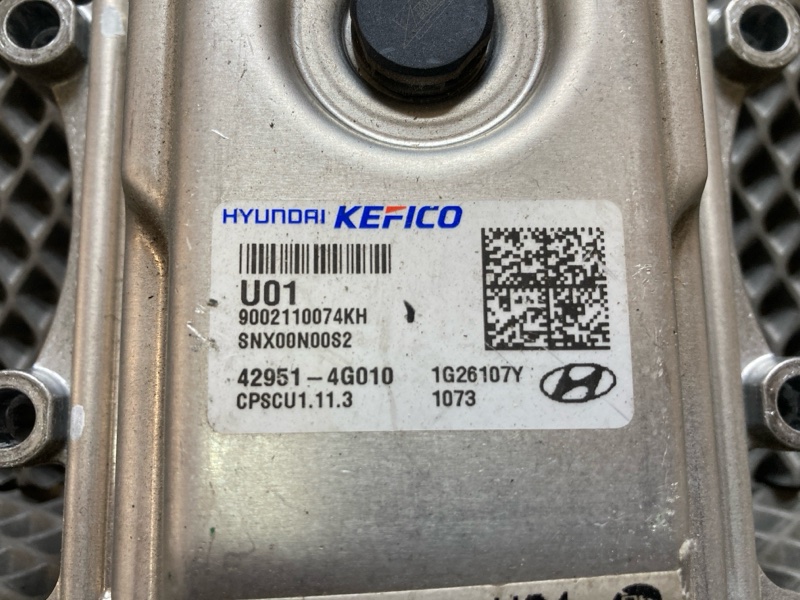 HYUNDAI KEFICO
U01
9002110074KH
SNX00N00S2
42951-4G010 1G26107Y
CPSCU1.11.3 1073